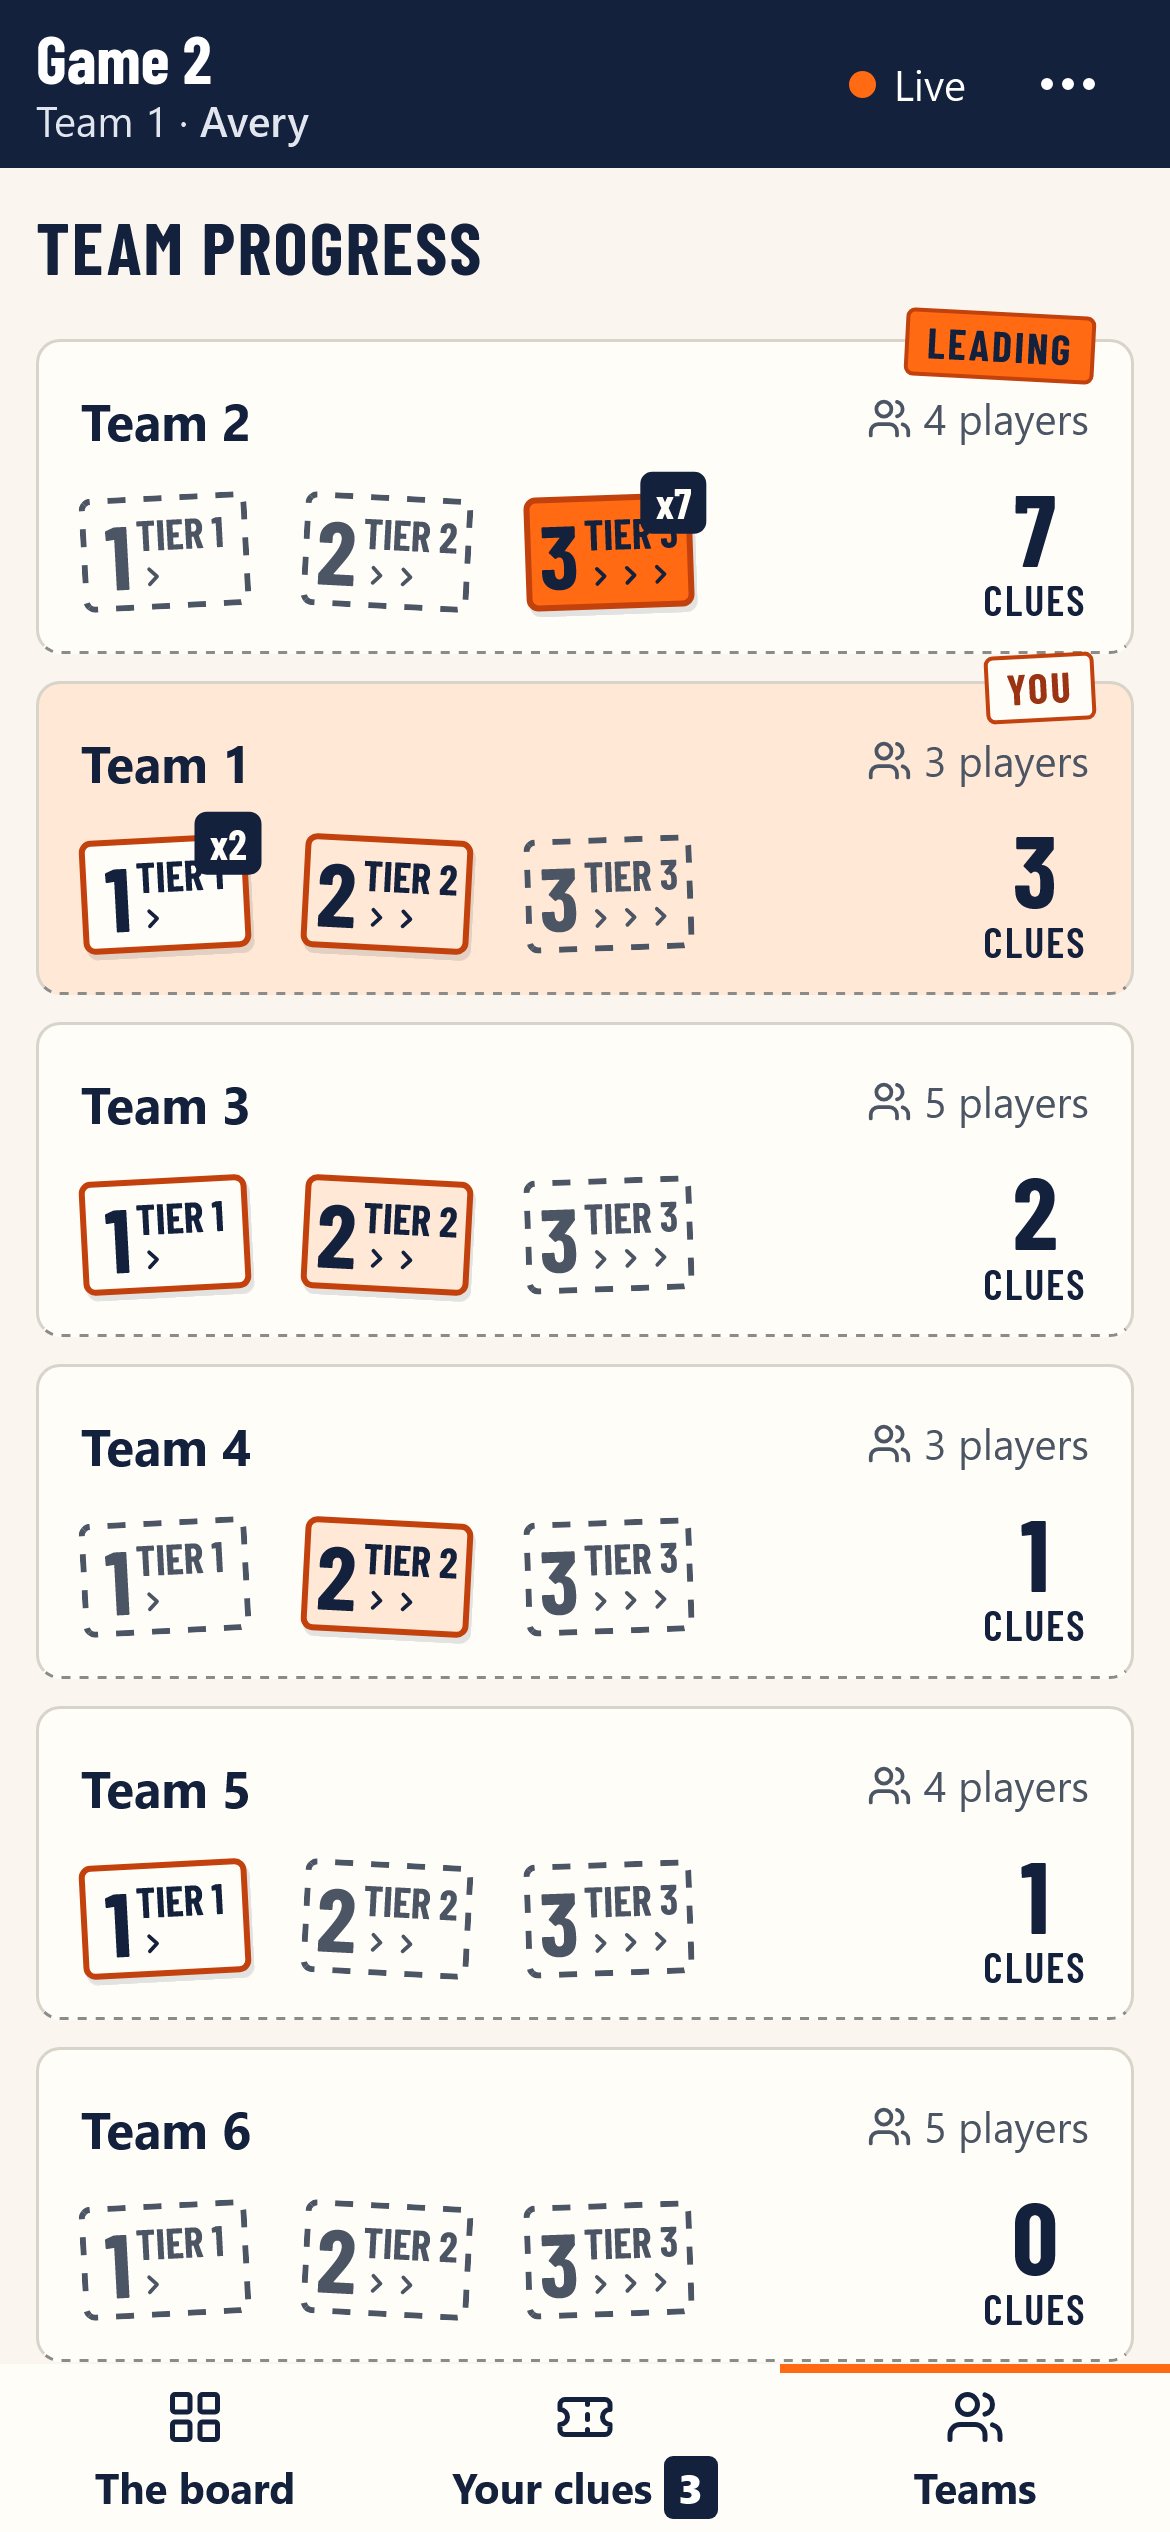 Game 2
Team 1 · Avery
Live
TEAM PROGRESS
LEADING
Team 2
4 players
1 TIER 1
2 TIER 2
3 TIER 3
x7
7
CLUES
YOU
Team 1
3 players
1 TIER 1
x2
2 TIER 2
3 TIER 3
3
CLUES
Team 3
5 players
1 TIER 1
2 TIER 2
3 TIER 3
2
CLUES
Team 4
3 players
1 TIER 1
2 TIER 2
3 TIER 3
1
CLUES
Team 5
4 players
1 TIER 1
2 TIER 2
3 TIER 3
1
CLUES
Team 6
5 players
1 TIER 1
2 TIER 2
3 TIER 3
0
CLUES
The board
Your clues 3
Teams